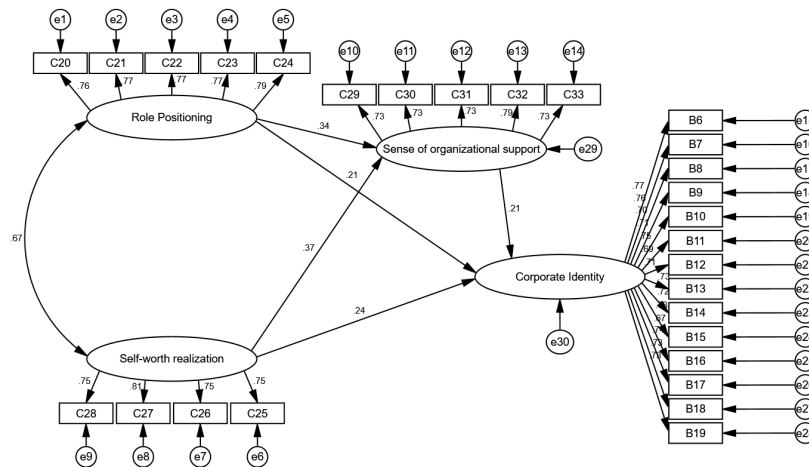 e1 e2 e3 e4 e5
C20 C21 C22 C23 C24
.76 .77 .77 .77 .79
Role Positioning
e10 e11 e12 e13 e14
C29 C30 C31 C32 C33
.73 .73 .73 .79 .73
Sense of organizational support
e29
.34
.21
.21
.67
.37
.24
Corporate Identity
e30
Self-worth realization
.75 .81 .75 .75
C28 C27 C26 C25
e9 e8 e7 e6
B6
B7
B8
B9
B10
B11
B12
B13
B14
B15
B16
B17
B18
B19
.77
.76
.70
.71
.75
.69
.71
.73
.72
.67
.73